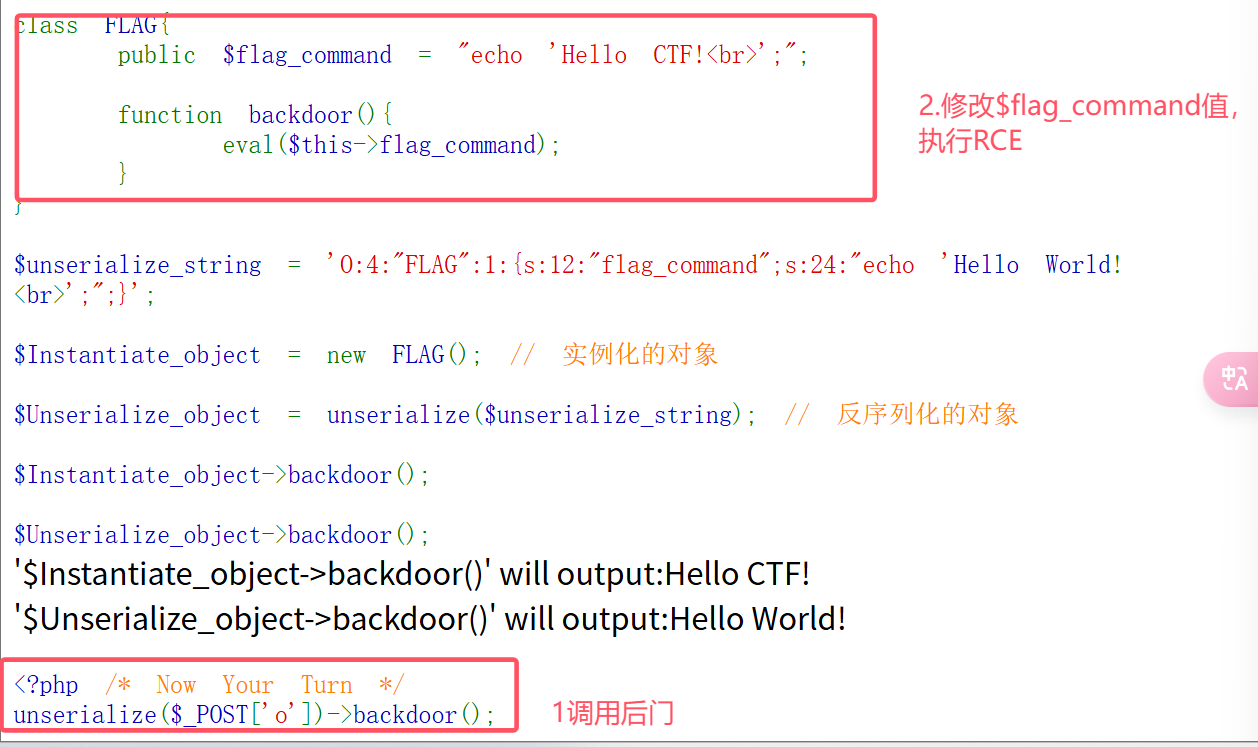 class FLAG{
public $flag_command = "echo 'Hello CTF!<br>';";
function backdoor(){
eval($this->flag_command);
}
}
2.修改$flag_command值，
执行RCE
$unserialize_string = 'O:4:"FLAG":1:{s:12:"flag_command";s:24:"echo 'Hello World!
<br>';";}';
$Instantiate_object = new FLAG(); // 实例化的对象
$Unserialize_object = unserialize($unserialize_string); // 反序列化的对象
$Instantiate_object->backdoor();
$Unserialize_object->backdoor();
'$Instantiate_object->backdoor()' will output:Hello CTF!
'$Unserialize_object->backdoor()' will output:Hello World!
<?php /* Now Your Turn */
unserialize($_POST['o'])->backdoor();
1调用后门
中A